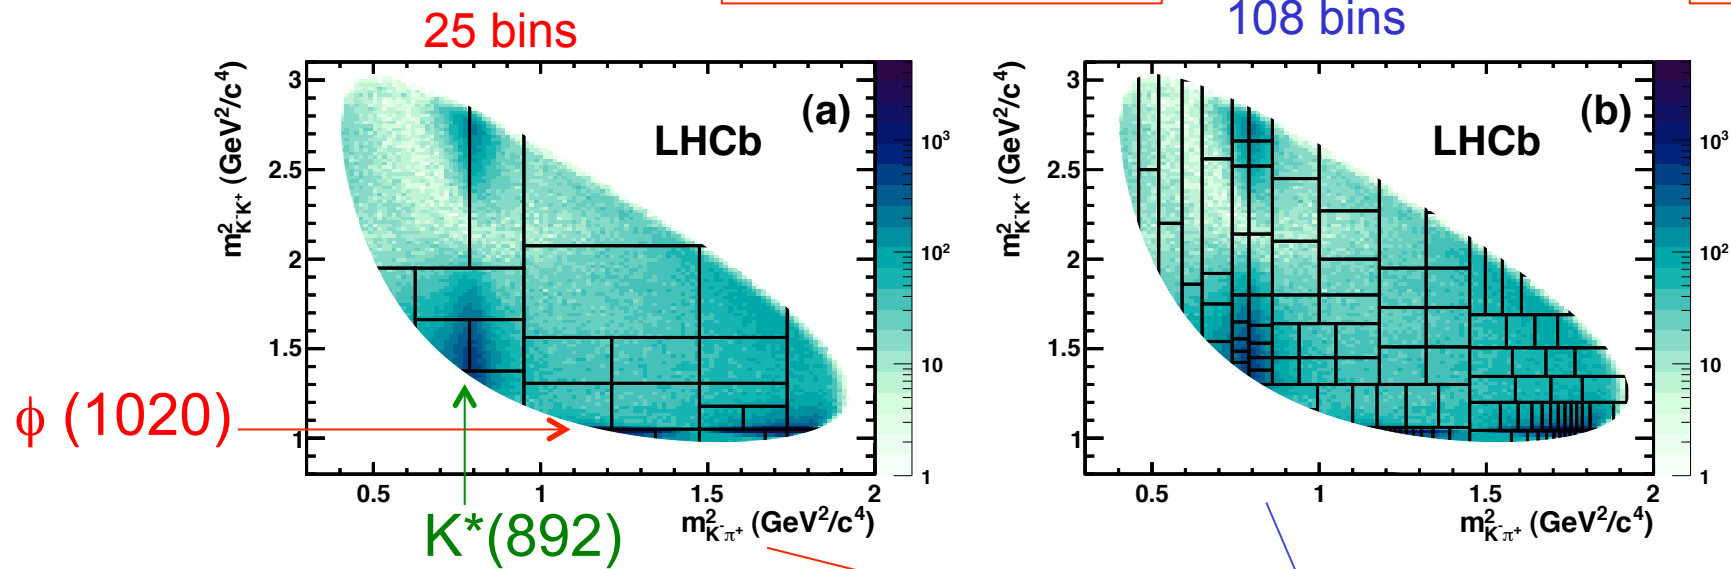 25 bins
108 bins
m²K⁻K⁺ (GeV²/c⁴)
3
2.5
2
1.5
1
(a)
LHCb
10³
10²
10
1
0.5
1
1.5
2
m²K⁻π⁺ (GeV²/c⁴)
ϕ (1020)
K*(892)
m²K⁻K⁺ (GeV²/c⁴)
3
2.5
2
1.5
1
(b)
LHCb
10³
10²
10
1
0.5
1
1.5
2
m²K⁻π⁺ (GeV²/c⁴)